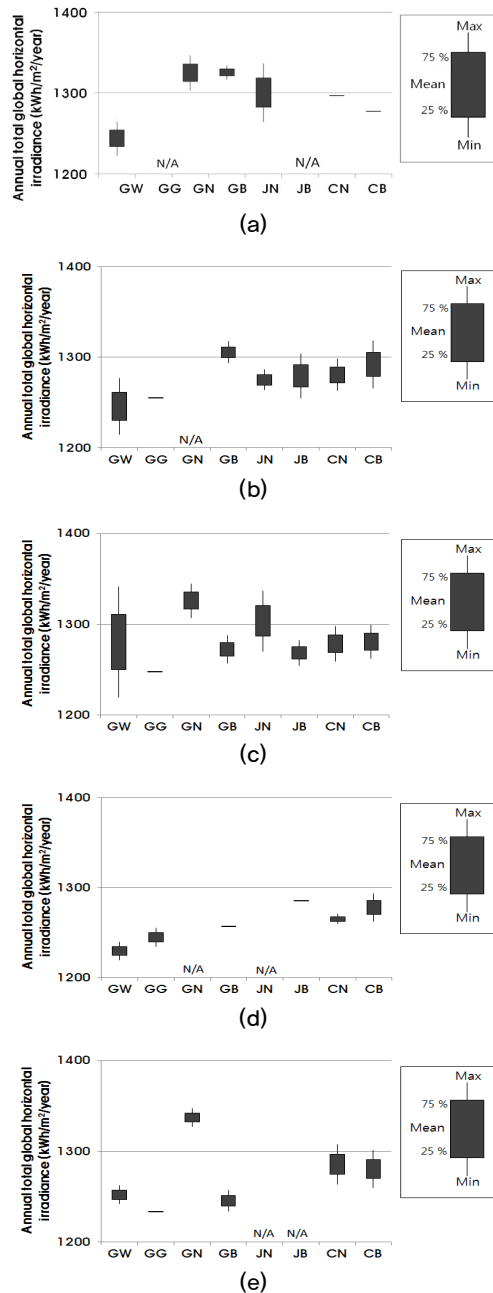 Annual total global horizontal
irradiance (kWh/m²/year)
1300
1200
N/A
N/A
GW GG GN GB JN JB CN CB
Max
75 %
Mean
25 %
Min
(a)
Annual total global horizontal
irradiance (kWh/m²/year)
1400
1300
1200
N/A
GW GG GN GB JN JB CN CB
Max
75 %
Mean
25 %
Min
(b)
Annual total global horizontal
irradiance (kWh/m²/year)
1400
1300
1200
GW GG GN GB JN JB CN CB
Max
75 %
Mean
25 %
Min
(c)
Annual total global horizontal
irradiance (kWh/m²/year)
1400
1300
1200
N/A
N/A
GW GG GN GB JN JB CN CB
Max
75 %
Mean
25 %
Min
(d)
Annual total global horizontal
irradiance (kWh/m²/year)
1400
1300
1200
N/A
N/A
GW GG GN GB JN JB CN CB
Max
75 %
Mean
25 %
Min
(e)